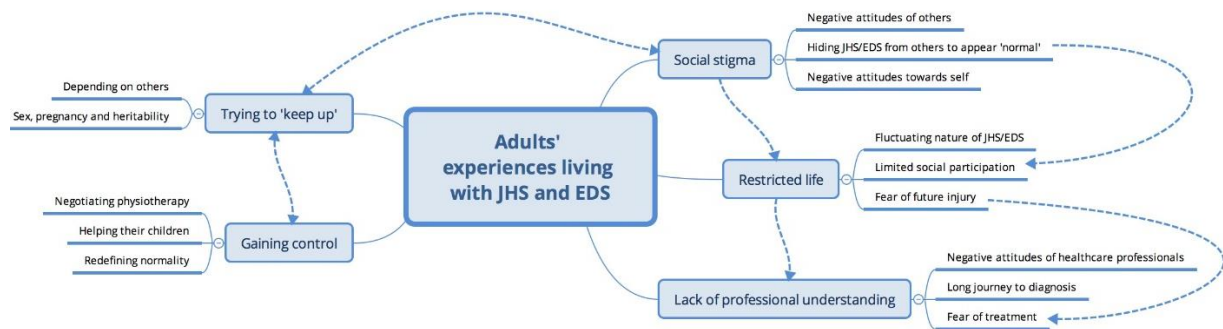 Adults'
experiences living
with JHS and EDS
Social stigma
Negative attitudes of others
Hiding JHS/EDS from others to appear 'normal'
Negative attitudes towards self
Restricted life
Fluctuating nature of JHS/EDS
Limited social participation
Fear of future injury
Lack of professional understanding
Negative attitudes of healthcare professionals
Long journey to diagnosis
Fear of treatment
Trying to 'keep up'
Depending on others
Sex, pregnancy and heritability
Gaining control
Negotiating physiotherapy
Helping their children
Redefining normality